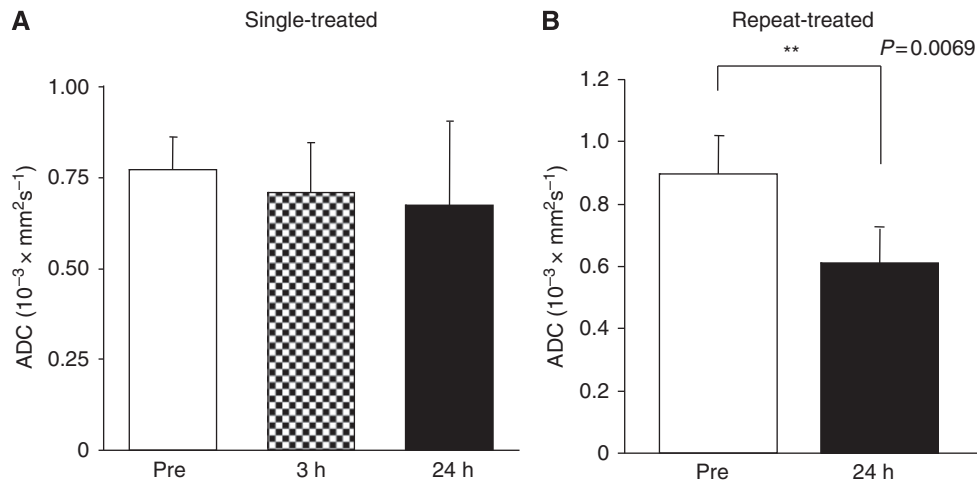 A
Single-treated
ADC (10⁻³ × mm²s⁻¹)
1.00
0.75
0.50
0.25
0
Pre 3 h 24 h
B
Repeat-treated
** P=0.0069
ADC (10⁻³ × mm²s⁻¹)
1.2
1.0
0.8
0.6
0.4
0.2
0
Pre 24 h